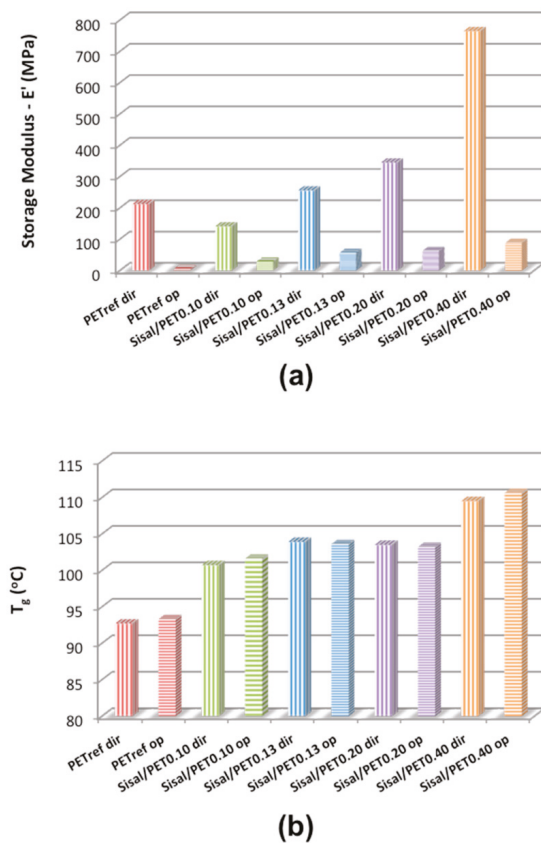 Storage Modulus - E' (MPa)
800
700
600
500
400
300
200
100
0
PETref dir
PETref op
Sisal/PET0.10 dir
Sisal/PET0.10 op
Sisal/PET0.13 dir
Sisal/PET0.13 op
Sisal/PET0.20 dir
Sisal/PET0.20 op
Sisal/PET0.40 dir
Sisal/PET0.40 op
(a)
Tg (°C)
115
110
105
100
95
90
85
80
PETref dir
PETref op
Sisal/PET0.10 dir
Sisal/PET0.10 op
Sisal/PET0.13 dir
Sisal/PET0.13 op
Sisal/PET0.20 dir
Sisal/PET0.20 op
Sisal/PET0.40 dir
Sisal/PET0.40 op
(b)